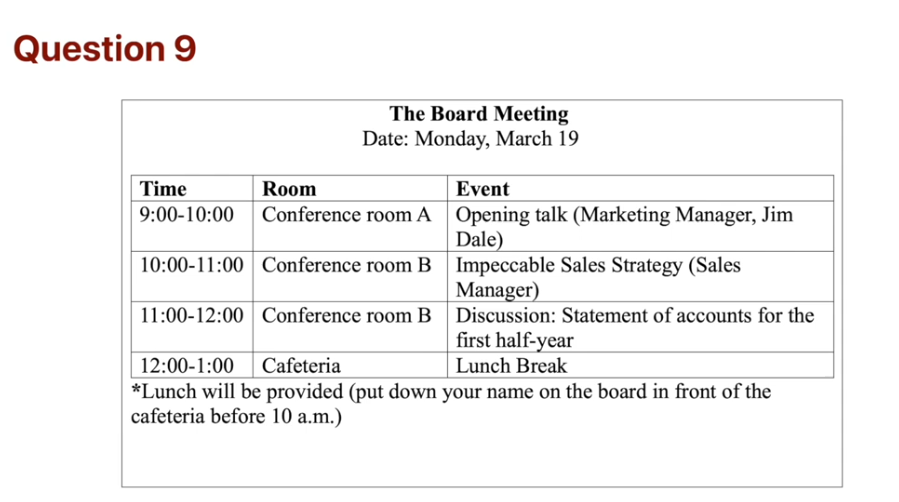 Question 9
The Board Meeting
Date: Monday, March 19
Time Room Event
9:00-10:00 Conference room A Opening talk (Marketing Manager, Jim
Dale)
10:00-11:00 Conference room B Impeccable Sales Strategy (Sales
Manager)
11:00-12:00 Conference room B Discussion: Statement of accounts for the
first half-year
12:00-1:00 Cafeteria Lunch Break
*Lunch will be provided (put down your name on the board in front of the
cafeteria before 10 a.m.)